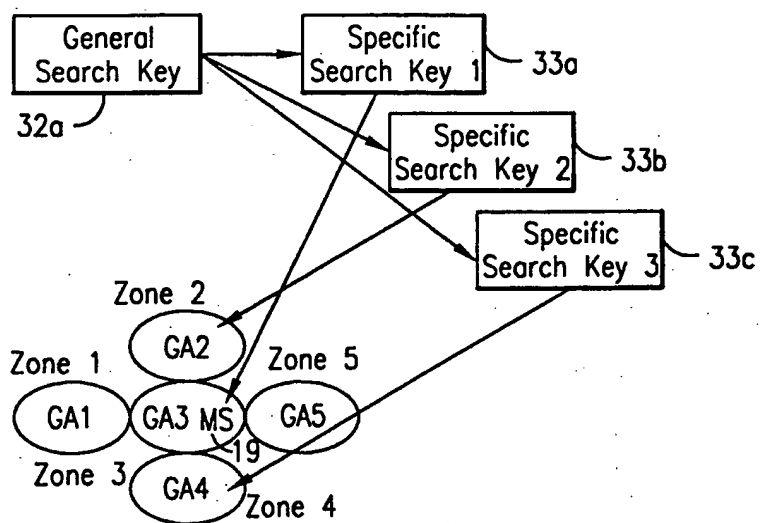 General
Search Key
32a
Specific
Search Key 1
33a
Specific
Search Key 2
33b
Specific
Search Key 3
33c
Zone 2
GA2
Zone 1
Zone 5
GA1
GA3 MS
GA5
19
Zone 3
GA4
Zone 4